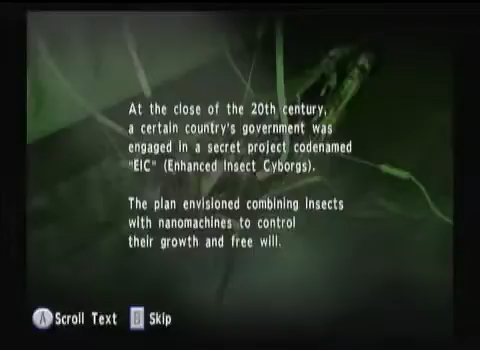 At the close of the 20th century,
a certain country's government was
engaged in a secret project codenamed
"EIC" (Enhanced Insect Cyborgs).
The plan envisioned combining insects
with nanomachines to control
their growth and free will.
A Scroll Text B Skip